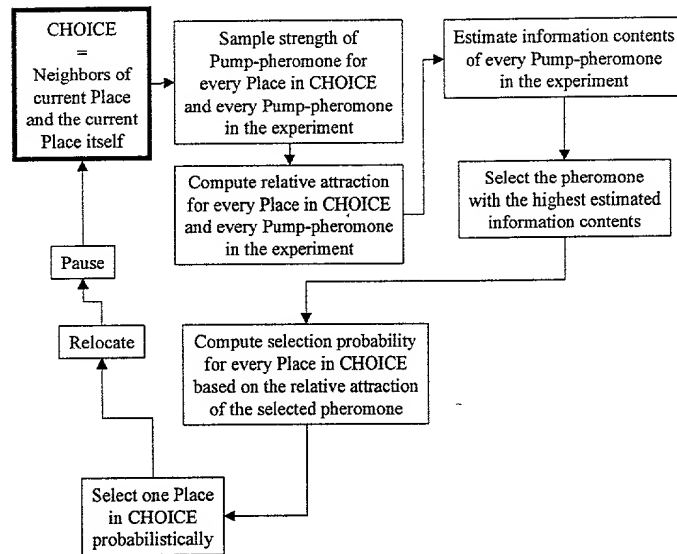 CHOICE
=
Neighbors of
current Place
and the current
Place itself
Sample strength of
Pump-pheromone for
every Place in CHOICE
and every Pump-pheromone
in the experiment
Compute relative attraction
for every Place in CHOICE
and every Pump-pheromone
in the experiment
Estimate information contents
of every Pump-pheromone
in the experiment
Select the pheromone
with the highest estimated
information contents
Compute selection probability
for every Place in CHOICE
based on the relative attraction
of the selected pheromone
Select one Place
in CHOICE
probabilistically
Relocate
Pause